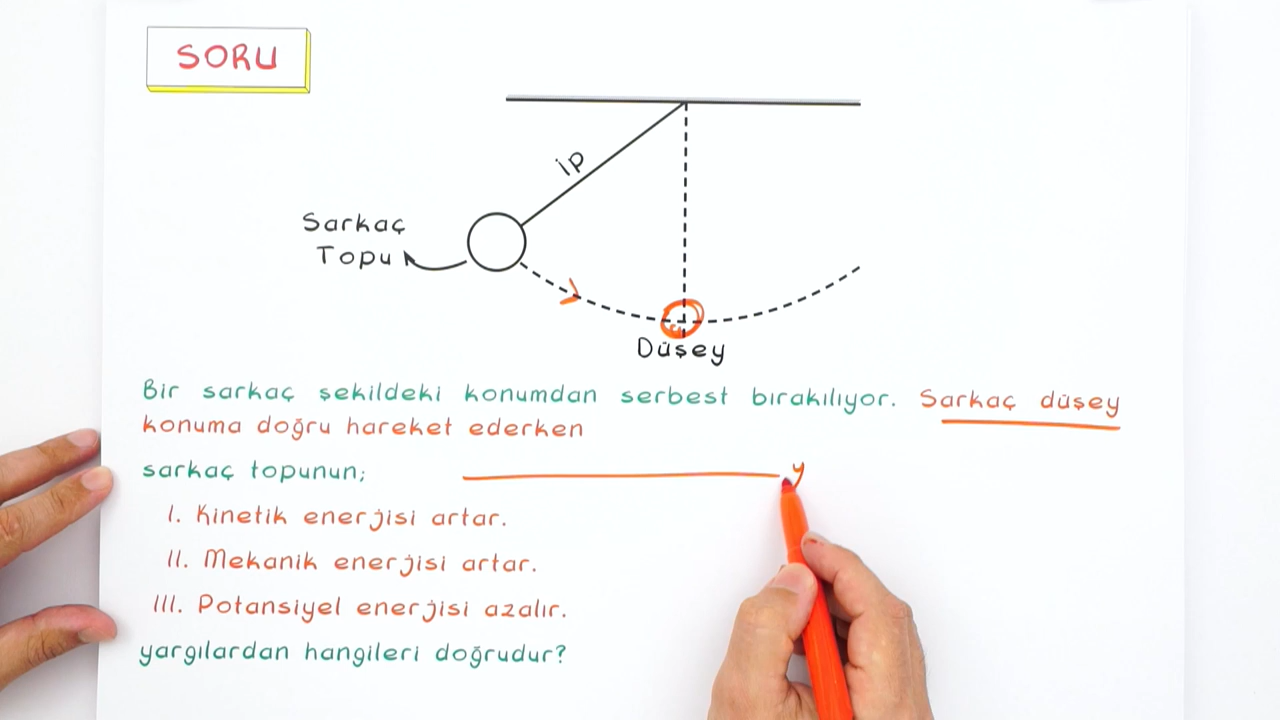 SORU
İp
Sarkaç
Topu
Düşey
Bir sarkaç şekildeki konumdan serbest bırakılıyor. Sarkaç düşey
konuma doğru hareket ederken
sarkaç topunun;
y
I. Kinetik enerjisi artar.
II. Mekanik enerjisi artar.
III. Potansiyel enerjisi azalır.
yargılardan hangileri doğrudur?